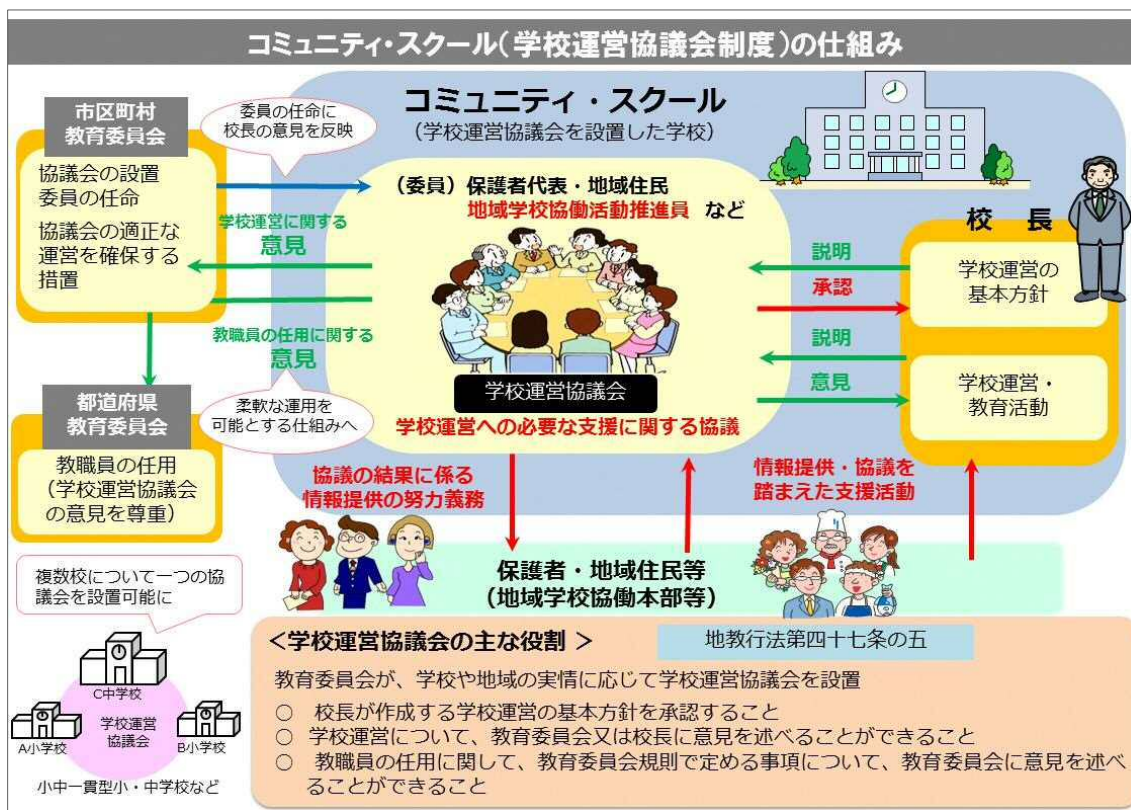 コミュニティ・スクール(学校運営協議会制度)の仕組み
市区町村
教育委員会
協議会の設置
委員の任命
協議会の適正な
運営を確保する
措置
委員の任命に
校長の意見を反映
コミュニティ・スクール
(学校運営協議会を設置した学校)
(委員)保護者代表・地域住民
地域学校協働活動推進員 など
学校運営に関する
意見
教職員の任用に関する
意見
柔軟な運用を
可能とする仕組みへ
学校運営協議会
学校運営への必要な支援に関する協議
説明
承認
説明
意見
校 長
学校運営の
基本方針
学校運営・
教育活動
都道府県
教育委員会
教職員の任用
(学校運営協議会
の意見を尊重)
協議の結果に係る
情報提供の努力義務
情報提供・協議を
踏まえた支援活動
保護者・地域住民等
(地域学校協働本部等)
複数校について一つの協
議会を設置可能に
C中学校
A小学校
学校運営
協議会
B小学校
小中一貫型小・中学校など
<学校運営協議会の主な役割 >
地教行法第四十七条の五
教育委員会が、学校や地域の実情に応じて学校運営協議会を設置
○ 校長が作成する学校運営の基本方針を承認すること
○ 学校運営について、教育委員会又は校長に意見を述べることができること
○ 教職員の任用に関して、教育委員会規則で定める事項について、教育委員会に意見を述べ
ることができること